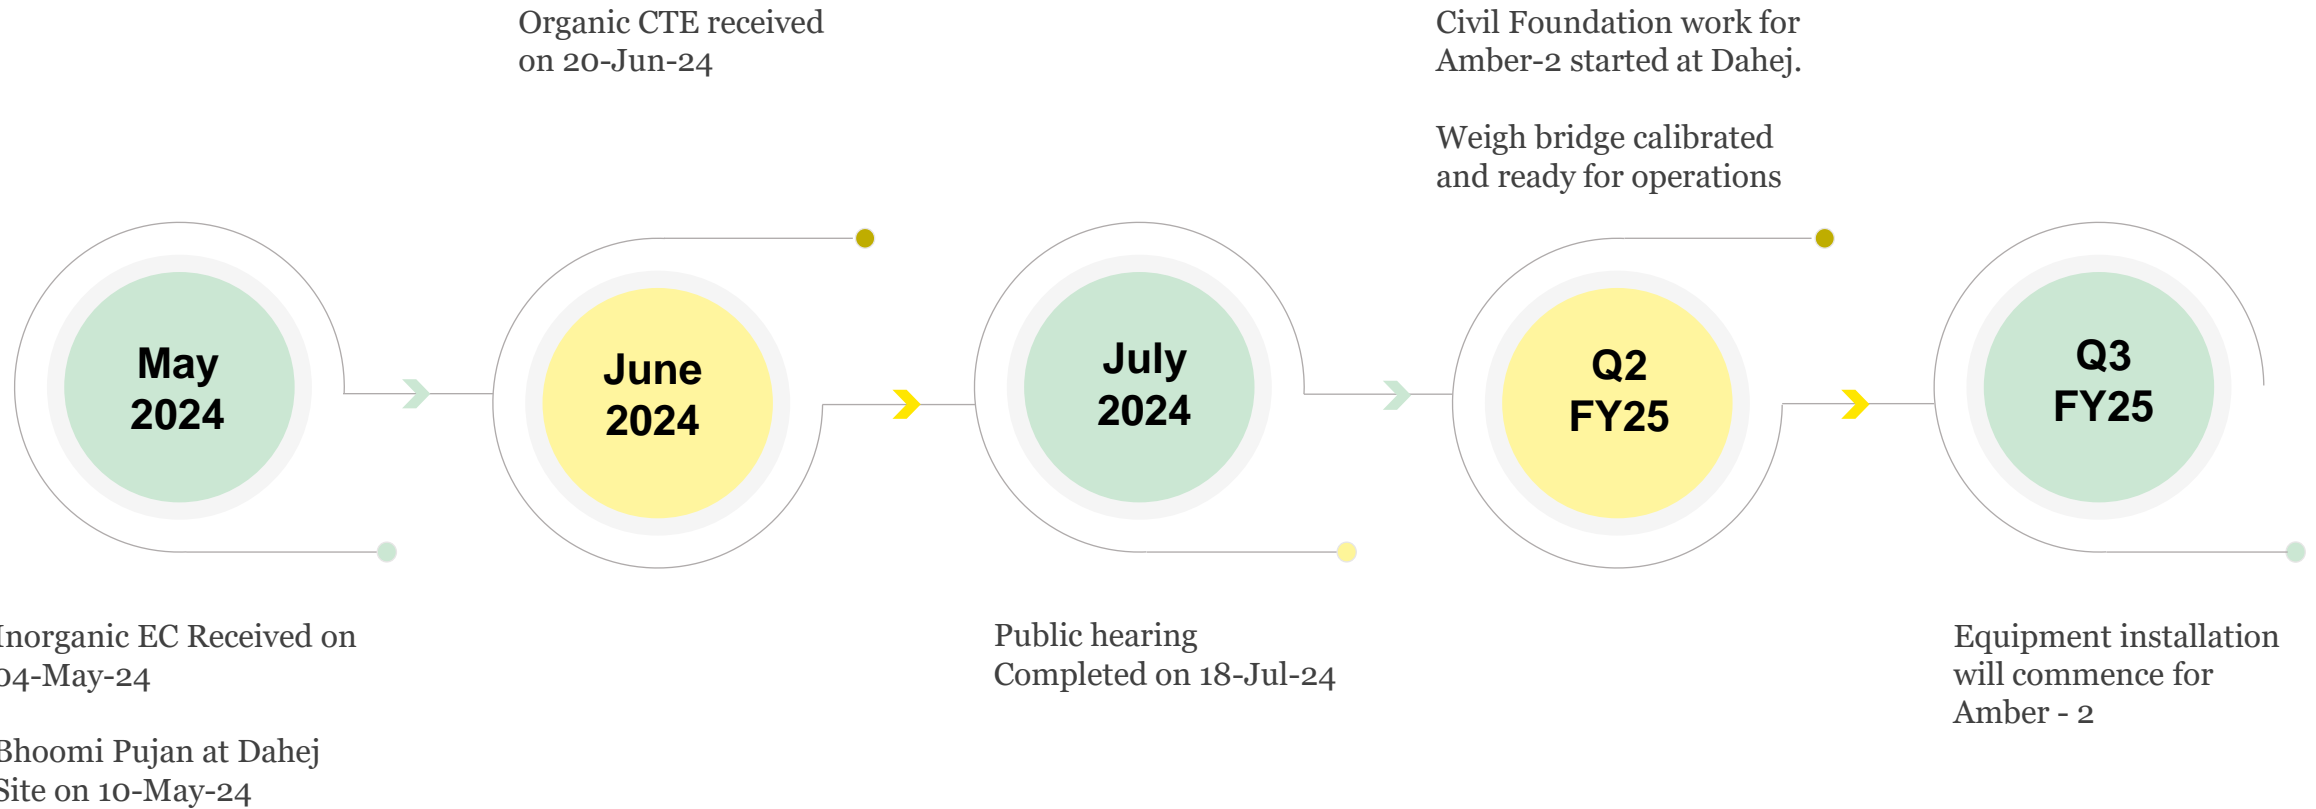 Organic CTE received
on 20-Jun-24
Civil Foundation work for
Amber-2 started at Dahej.
Weigh bridge calibrated
and ready for operations
May
2024
June
2024
July
2024
Q2
FY25
Q3
FY25
Inorganic EC Received on
04-May-24
Bhoomi Pujan at Dahej
Site on 10-May-24
Public hearing
Completed on 18-Jul-24
Equipment installation
will commence for
Amber - 2